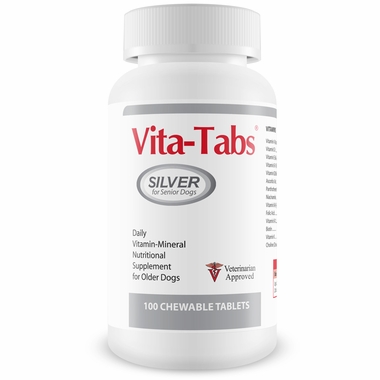 Vita-Tabs®
SILVER
for Senior Dogs
Daily
Vitamin-Mineral
Nutritional
Supplement
for Older Dogs
Veterinarian
Approved
100 CHEWABLE TABLETS